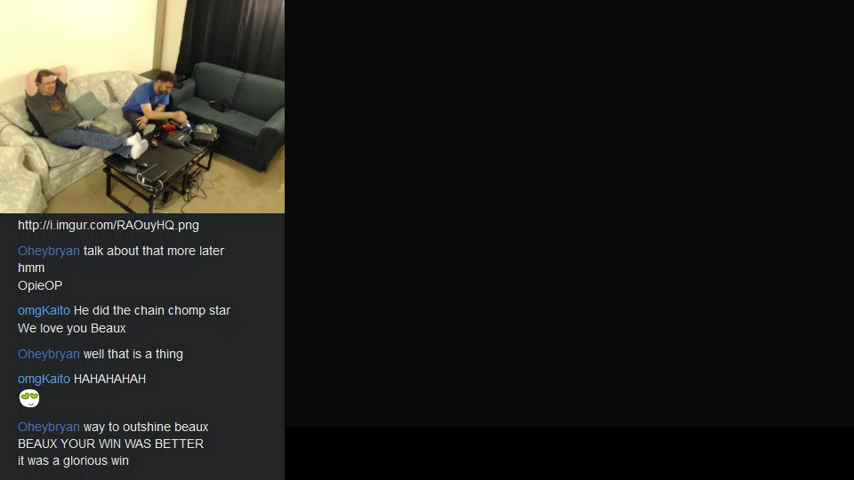 http://i.imgur.com/RAOuyHQ.png
Oheybryan talk about that more later
hmm
OpieOP
omgKaito He did the chain chomp star
We love you Beaux
Oheybryan well that is a thing
omgKaito HAHAHAHAH
Oheybryan way to outshine beaux
BEAUX YOUR WIN WAS BETTER
it was a glorious win